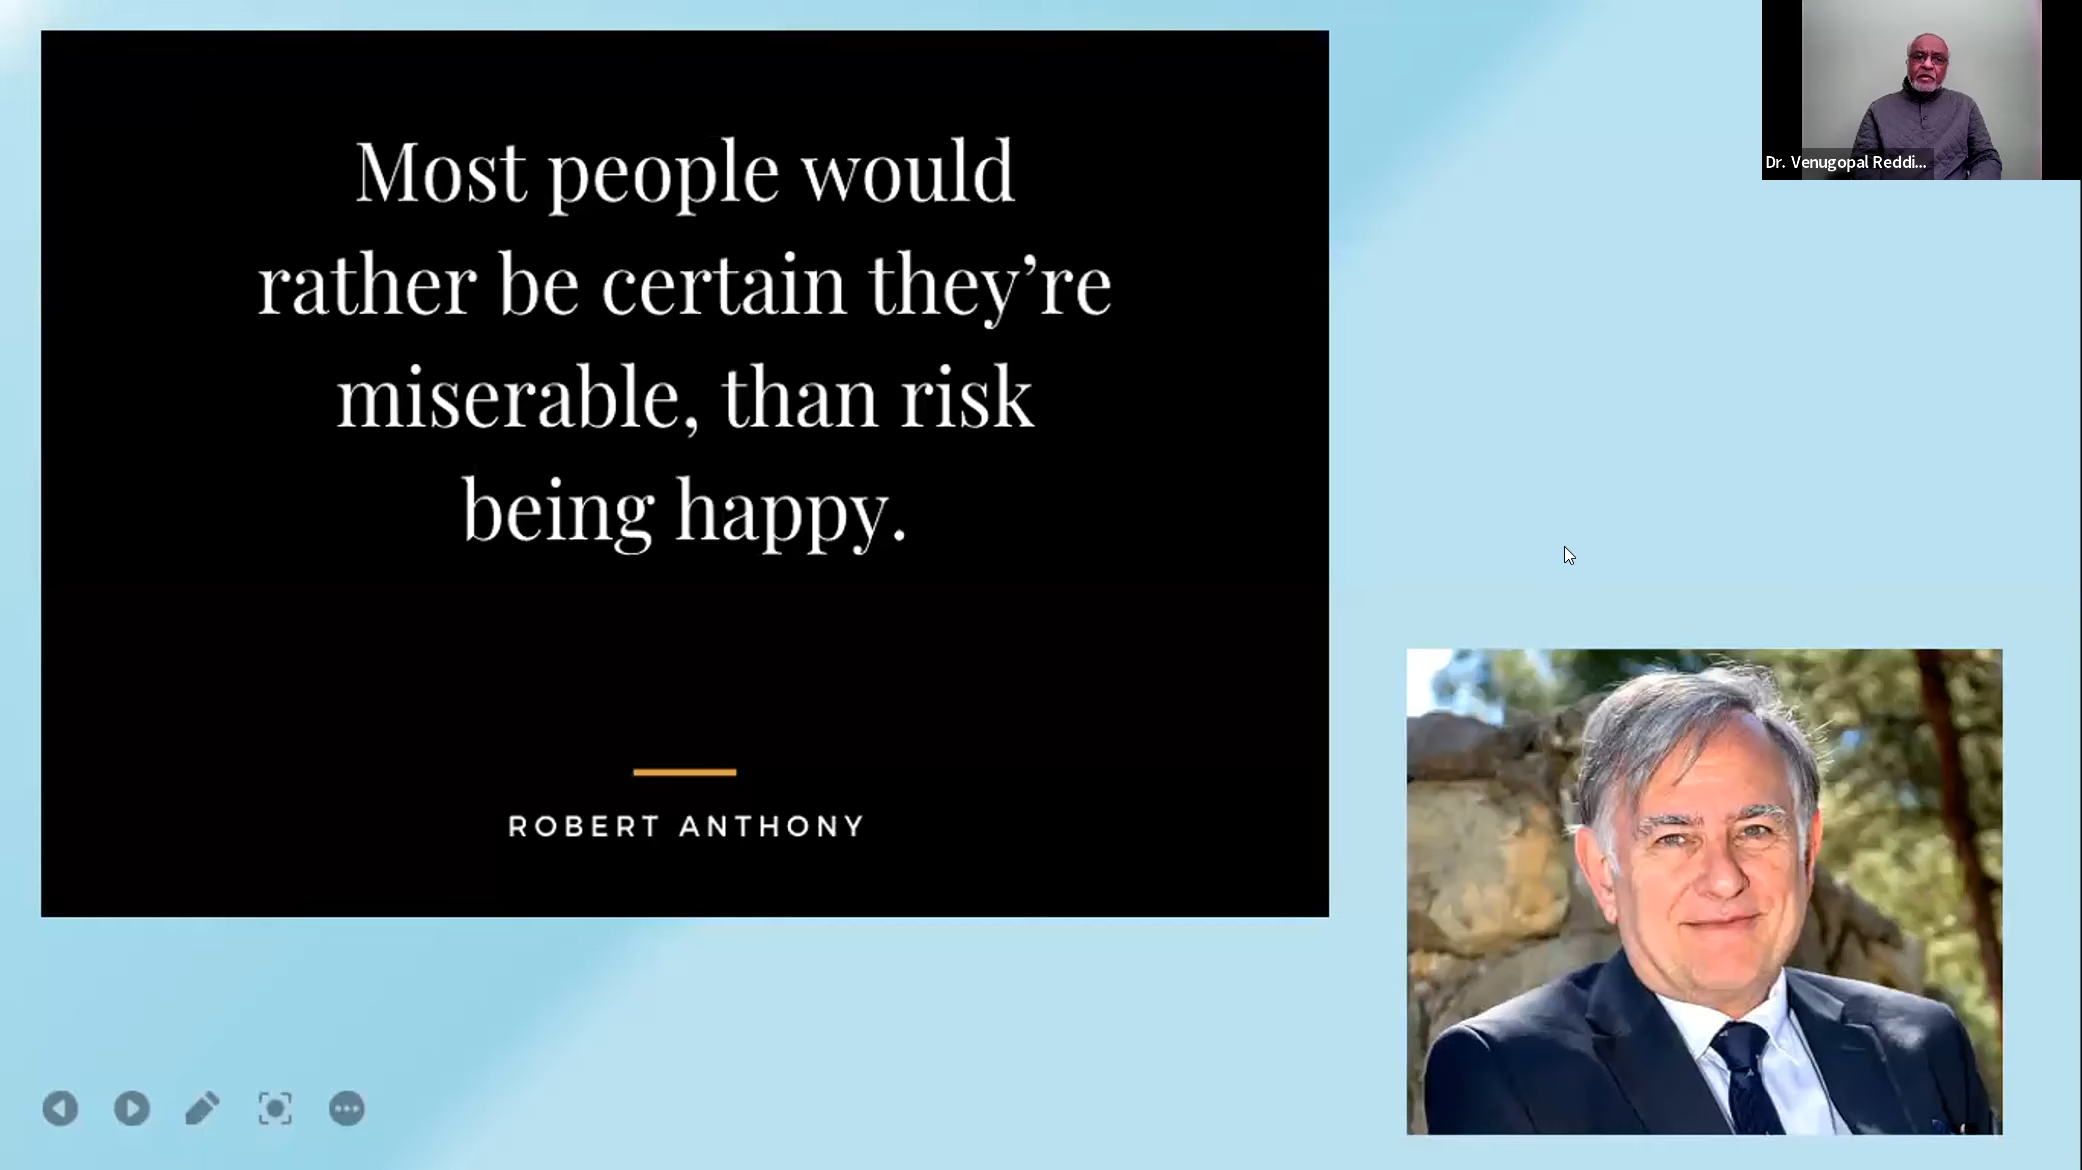 Most people would
rather be certain they’re
miserable, than risk
being happy.
ROBERT ANTHONY
Dr. Venugopal Reddi...